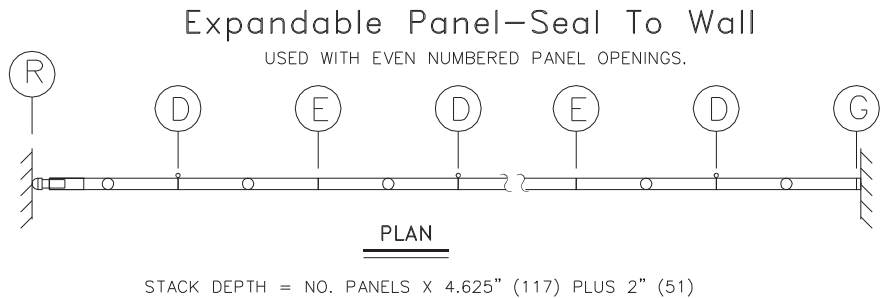 Expandable Panel-Seal To Wall
USED WITH EVEN NUMBERED PANEL OPENINGS.
R
D
E
D
E
D
G
PLAN
STACK DEPTH = NO. PANELS X 4.625" (117) PLUS 2" (51)